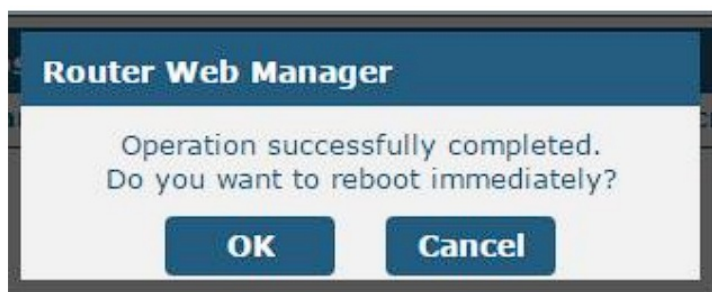 Router Web Manager
Operation successfully completed.
Do you want to reboot immediately?
OK
Cancel